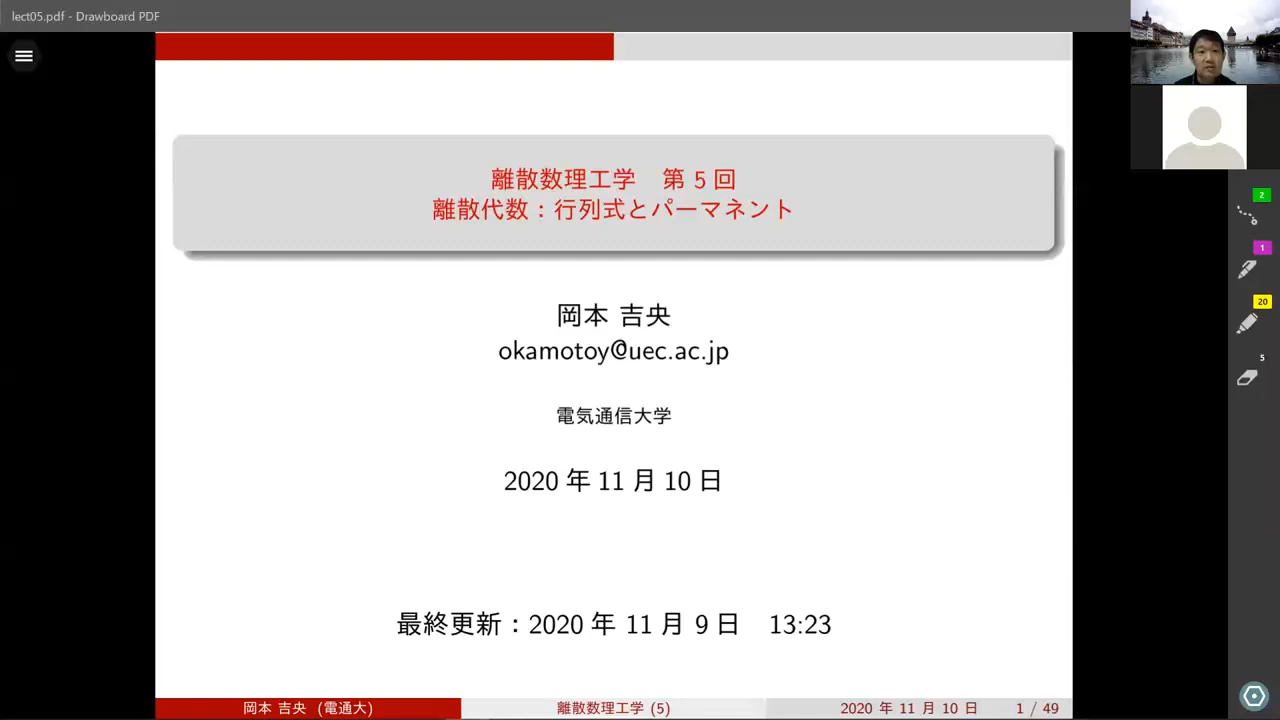 lect05.pdf - Drawboard PDF
離散数理工学　第 5 回
離散代数：行列式とパーマネント
岡本 吉央
okamotoy@uec.ac.jp
電気通信大学
2020 年 11 月 10 日
最終更新：2020 年 11 月 9 日　13:23
岡本 吉央 (電通大)
離散数理工学 (5)
2020 年 11 月 10 日
1 / 49
2
1
20
5